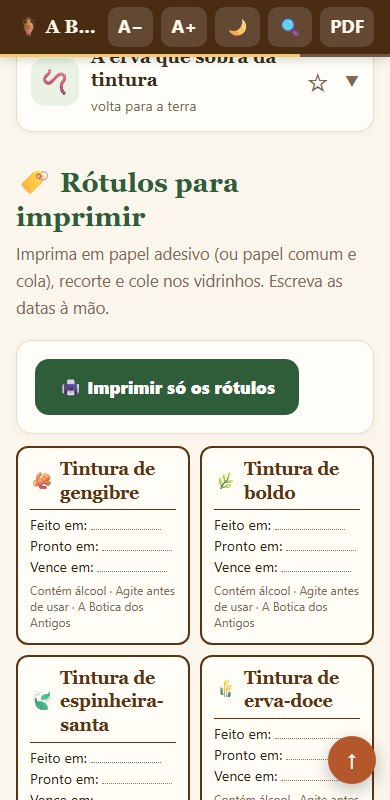 A B...
A−
A+
PDF
A erva que sobra da
tintura
volta para a terra
Rótulos para
imprimir
Imprima em papel adesivo (ou papel comum e
cola), recorte e cole nos vidrinhos. Escreva as
datas à mão.
Imprimir só os rótulos
Tintura de
gengibre
Feito em:
Pronto em:
Vence em:
Contém álcool · Agite antes
de usar · A Botica dos
Antigos
Tintura de
boldo
Feito em:
Pronto em:
Vence em:
Contém álcool · Agite antes
de usar · A Botica dos
Antigos
Tintura de
espinheira-
santa
Feito em:
Pronto em:
Tintura de
erva-doce
Feito em:
Pronto em:
Vence em:
Contém álcool · Agite antes